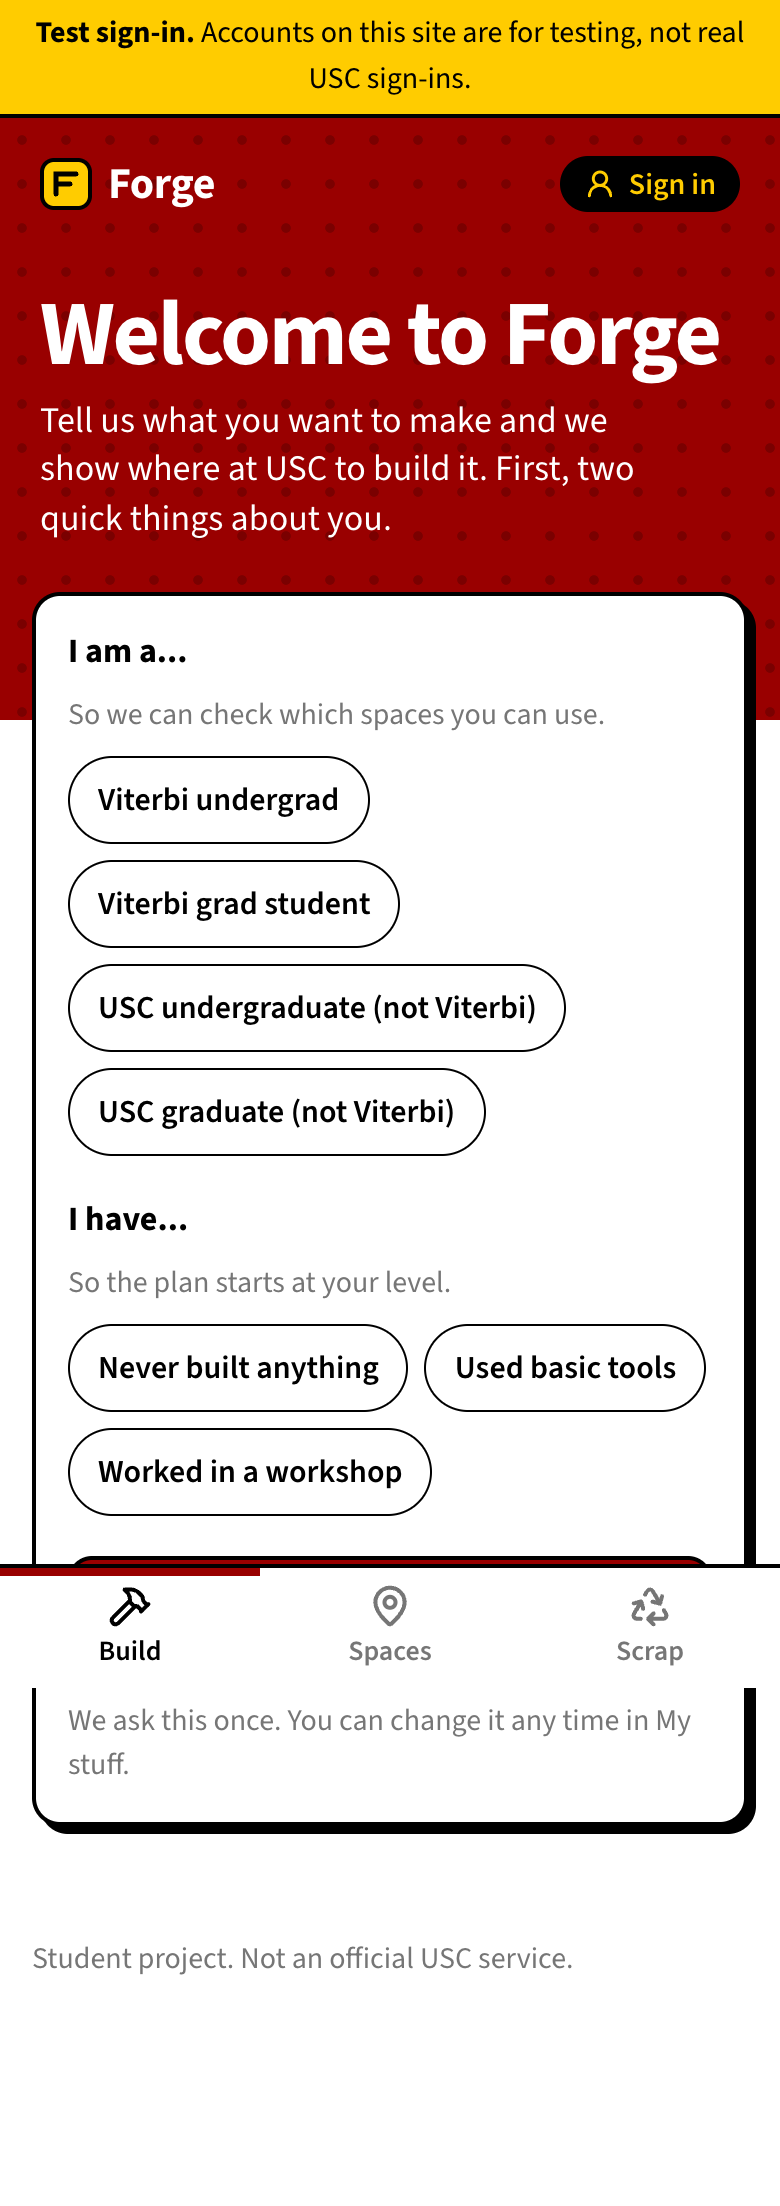 Test sign-in. Accounts on this site are for testing, not real
USC sign-ins.
F Forge
Sign in
Welcome to Forge
Tell us what you want to make and we
show where at USC to build it. First, two
quick things about you.
I am a...
So we can check which spaces you can use.
Viterbi undergrad
Viterbi grad student
USC undergraduate (not Viterbi)
USC graduate (not Viterbi)
I have...
So the plan starts at your level.
Never built anything
Used basic tools
Worked in a workshop
Build
Spaces
Scrap
We ask this once. You can change it any time in My
stuff.
Student project. Not an official USC service.